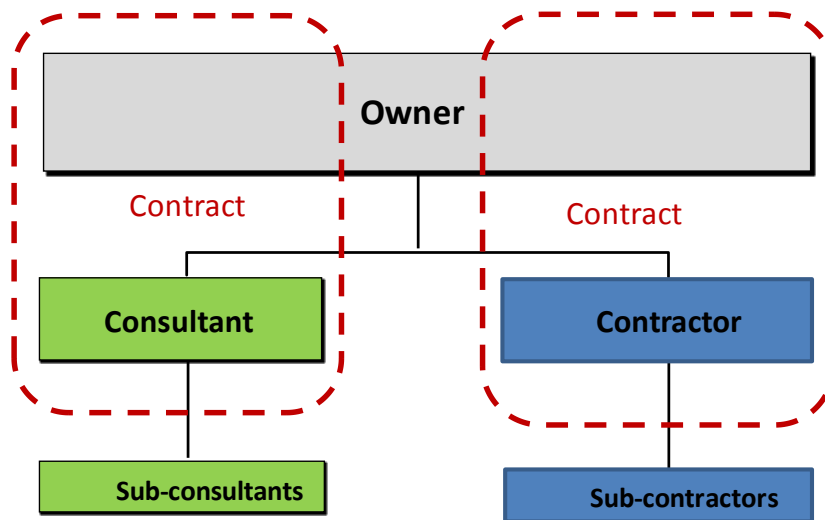 Owner
Contract
Contract
Consultant
Contractor
Sub-consultants
Sub-contractors